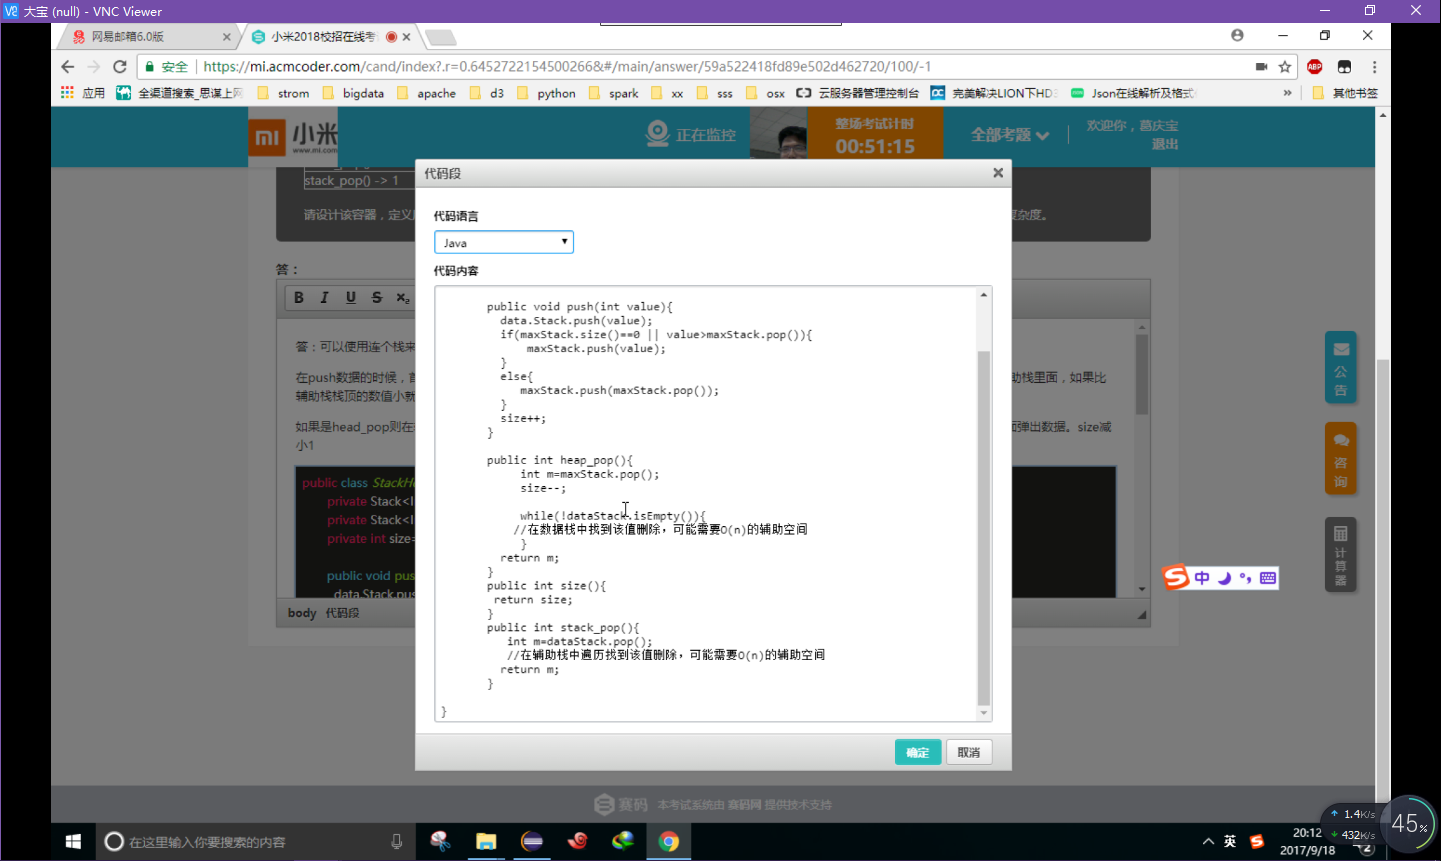 大宝 (null) - VNC Viewer
网易邮箱6.0版
小米2018校招在线考
安全
https://mi.acmcoder.com/cand/index?.r=0.6452722154500266&#/main/answer/59a522418fd89e502d462720/100/-1
应用 全渠道搜索_思谋上网 strom bigdata apache d3 python spark xx sss osx 云服务器管理控制台 完美解决LION下HD Json在线解析及格式 » 其他书签
mi 小米
www.mi.com
正在监控
整场考试计时
00:51:15
全部考题
欢迎你，葛庆宝
退出
stack_pop() -> 1
请设计该容器，定义
复杂度。
答：
B I U S x₂
答：可以使用连个栈来
在push数据的时候，首
助栈里面，如果比
辅助栈栈顶的数值小就
如果是head_pop则在
面弹出数据。size减
小1
public class StackHe
private Stack<I
private Stack<I
private int size=
public void pus
data.Stack.pus
body 代码段
代码段
代码语言
Java
代码内容
public void push(int value){
data.Stack.push(value);
if(maxStack.size()==0 || value>maxStack.pop()){
maxStack.push(value);
}
else{
maxStack.push(maxStack.pop());
}
size++;
}
public int heap_pop(){
int m=maxStack.pop();
size--;
while(!dataStack.isEmpty()){
//在数据栈中找到该值删除，可能需要O(n)的辅助空间
}
return m;
}
public int size(){
return size;
}
public int stack_pop(){
int m=dataStack.pop();
//在辅助栈中遍历找到该值删除，可能需要O(n)的辅助空间
return m;
}
}
确定 取消
公告
咨询
计算器
中
赛码 本考试系统由 赛码网 提供技术支持
在这里输入你要搜索的内容
英
20:12
2017/9/18
2
1.4K/s
432K/s
45%